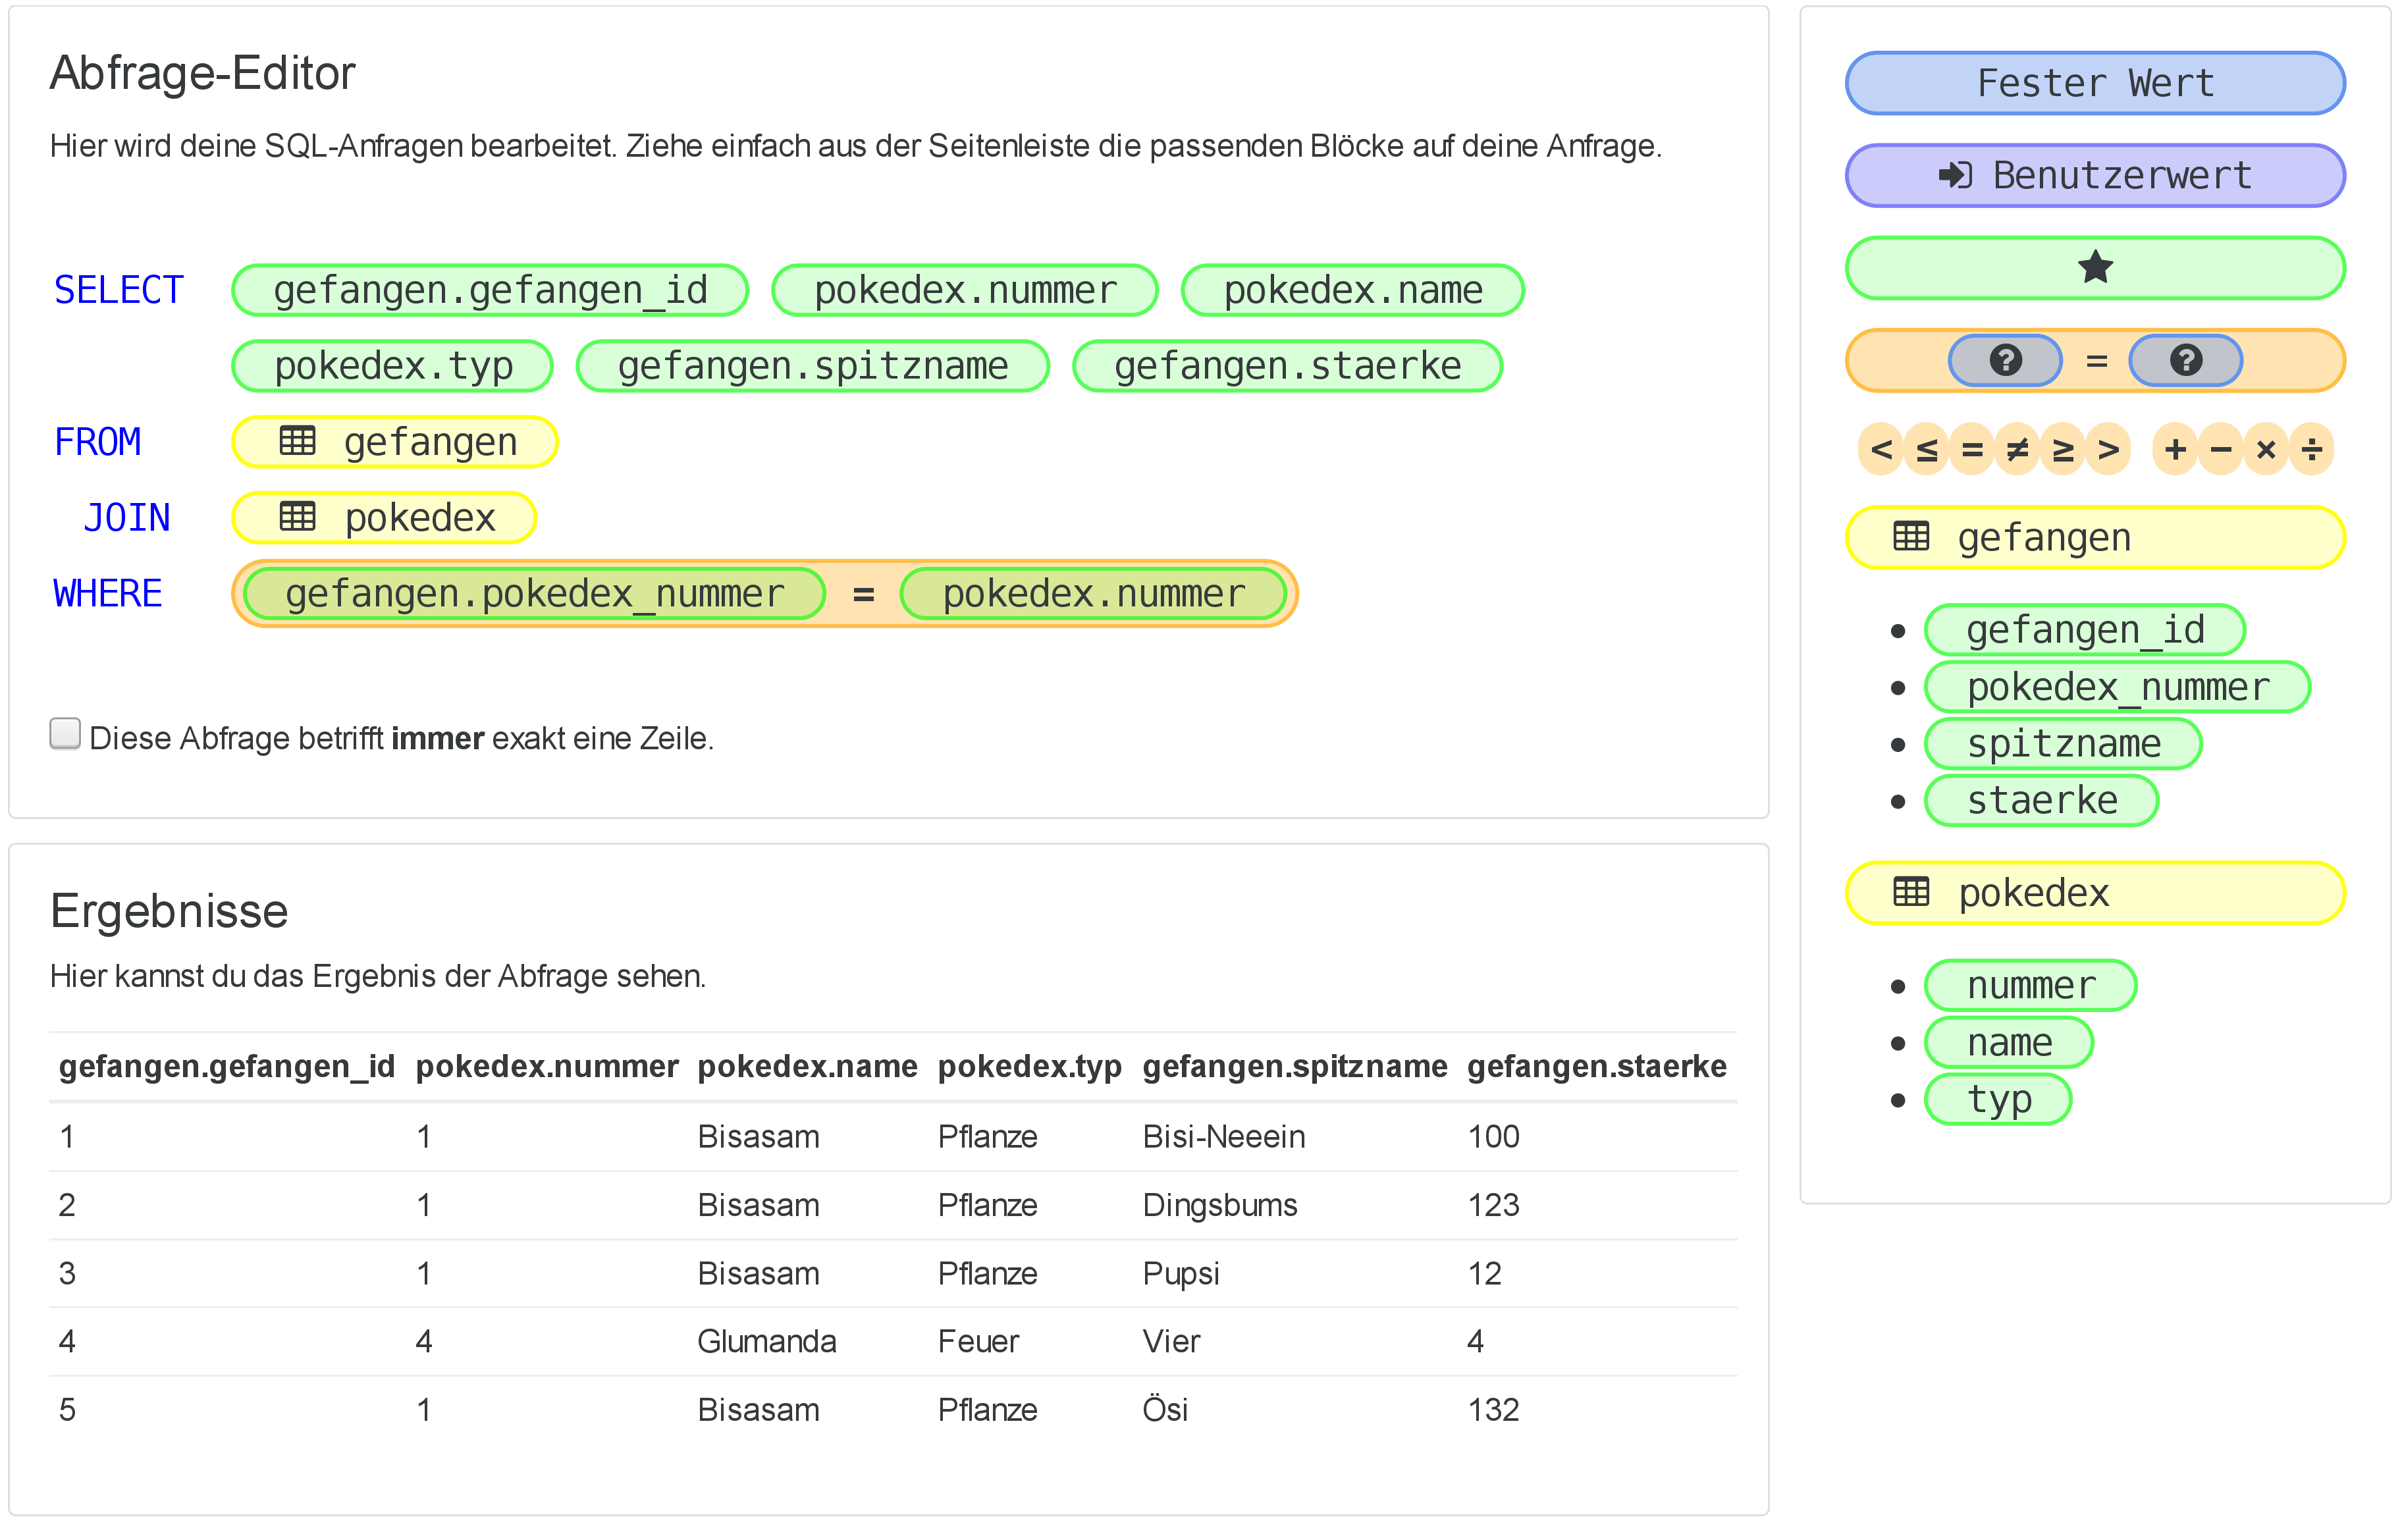 Abfrage-Editor
Hier wird deine SQL-Anfragen bearbeitet. Ziehe einfach aus der Seitenleiste die passenden Blöcke auf deine Anfrage.
SELECT gefangen.gefangen_id pokedex.nummer pokedex.name
pokedex.typ gefangen.spitzname gefangen.staerke
FROM gefangen
JOIN pokedex
WHERE gefangen.pokedex_nummer = pokedex.nummer
Diese Abfrage betrifft immer exakt eine Zeile.
Ergebnisse
Hier kannst du das Ergebnis der Abfrage sehen.
gefangen.gefangen_id pokedex.nummer pokedex.name pokedex.typ gefangen.spitzname gefangen.staerke
1 1 Bisasam Pflanze Bisi-Neeein 100
2 1 Bisasam Pflanze Dingsbums 123
3 1 Bisasam Pflanze Pupsi 12
4 4 Glumanda Feuer Vier 4
5 1 Bisasam Pflanze Ösi 132
Fester Wert
Benutzerwert
? = ?
< ≤ = ≠ ≥ > + − × ÷
gefangen
• gefangen_id
• pokedex_nummer
• spitzname
• staerke
pokedex
• nummer
• name
• typ